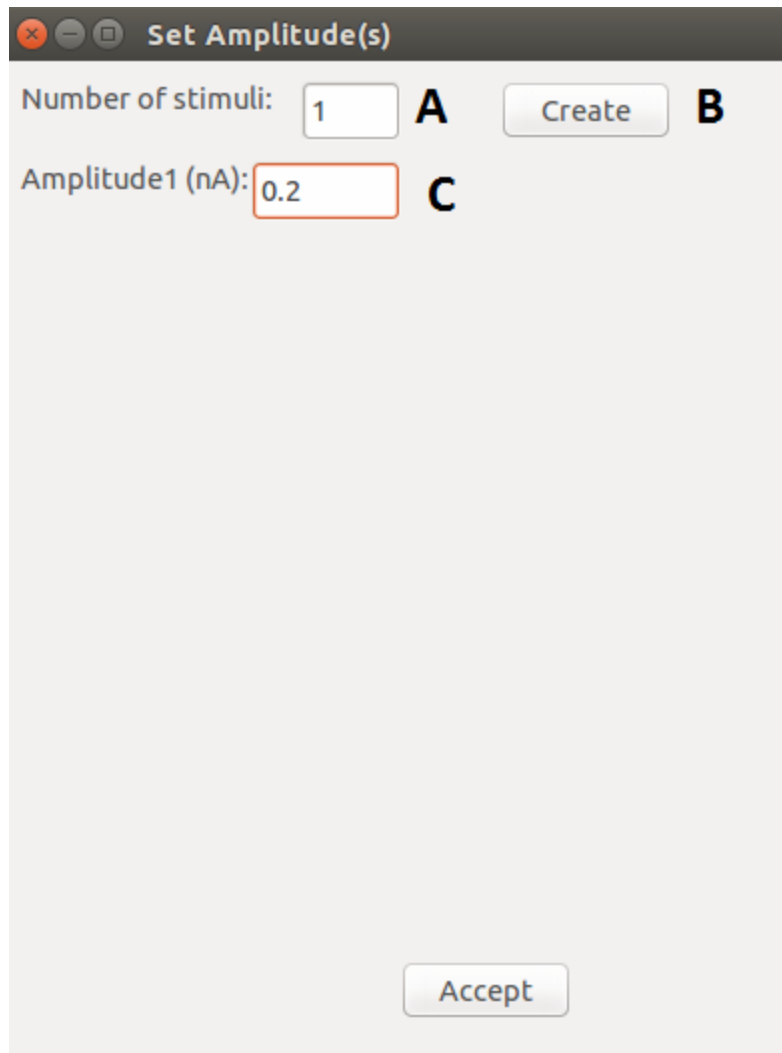 Set Amplitude(s)
Number of stimuli: 1 A Create B
Amplitude1 (nA): 0.2 C
Accept